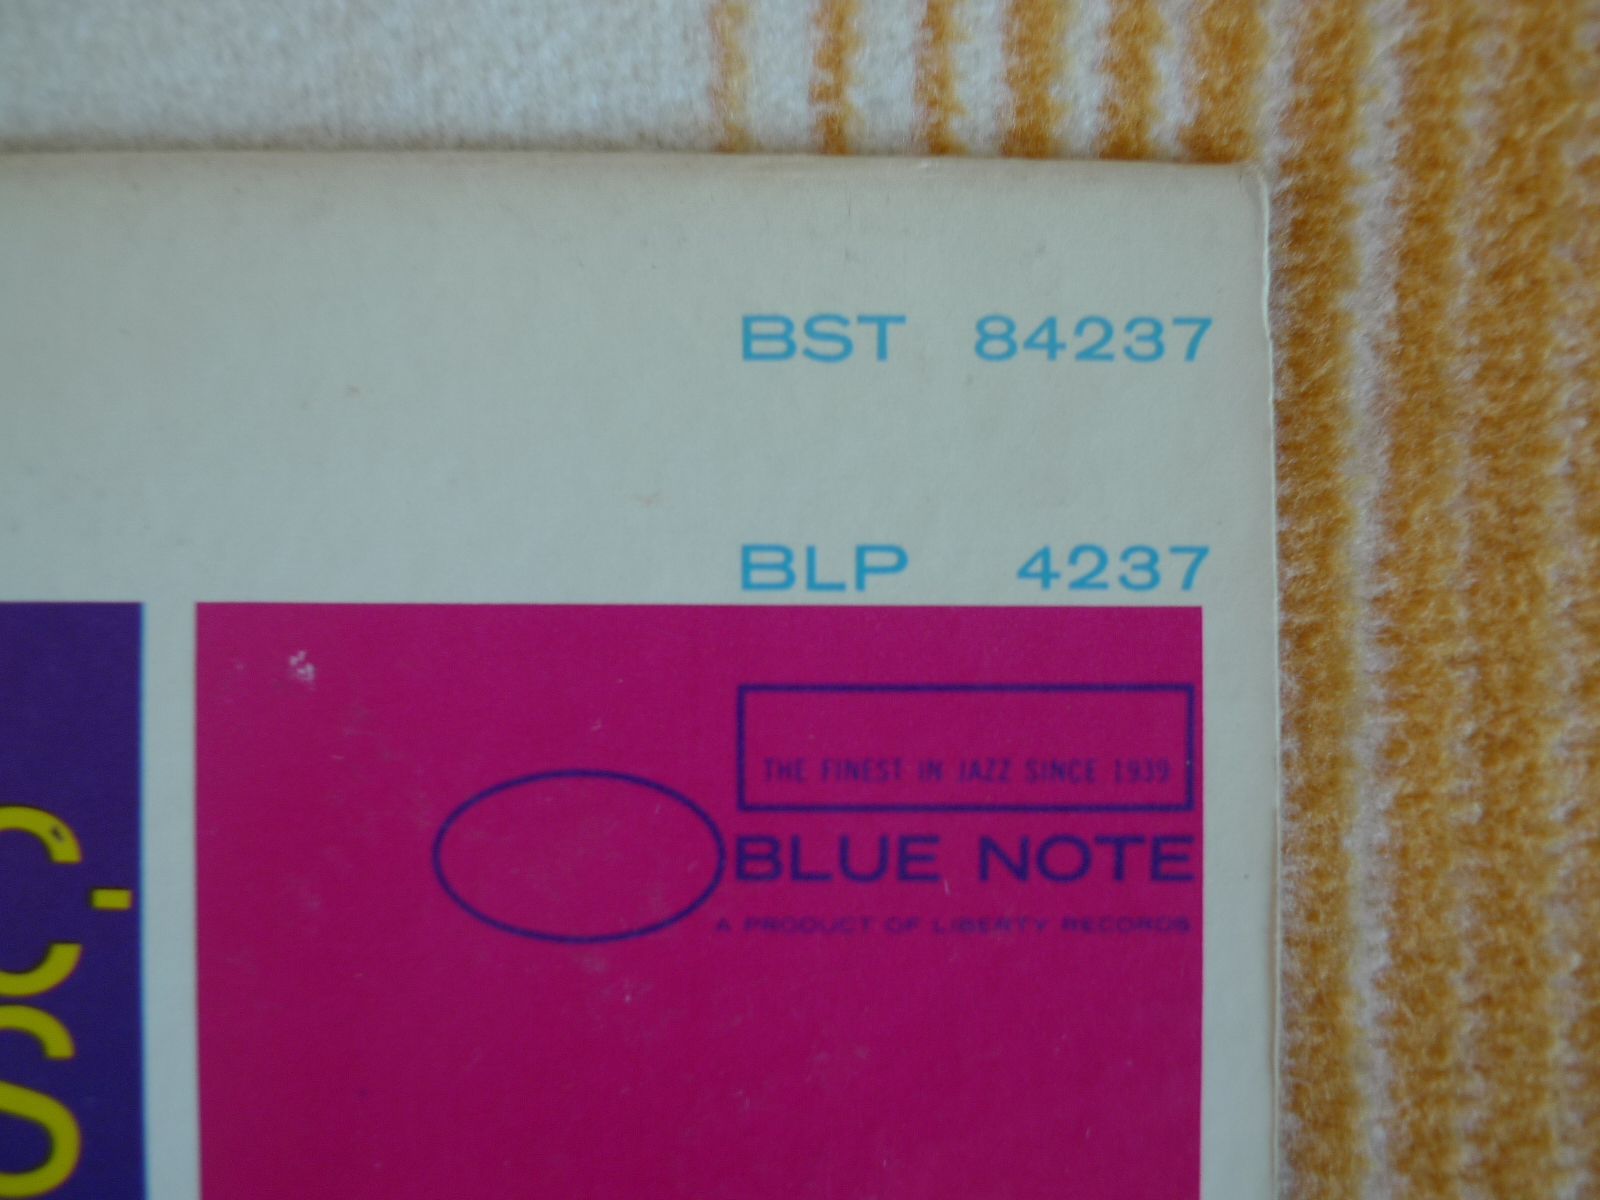 BST 84237
BLP 4237
THE FINEST IN JAZZ SINCE 1939
BLUE NOTE
A PRODUCT OF LIBERTY RECORDS